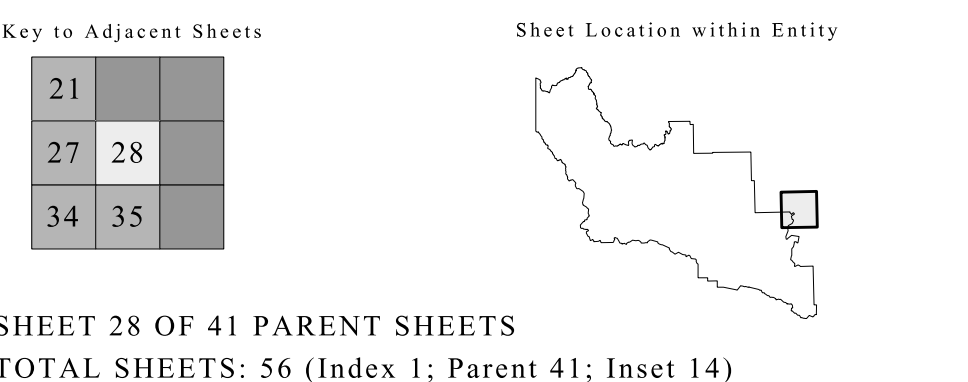 Key to Adjacent Sheets
Sheet Location within Entity
21
27 28
34 35
SHEET 28 OF 41 PARENT SHEETS
TOTAL SHEETS: 56 (Index 1; Parent 41; Inset 14)